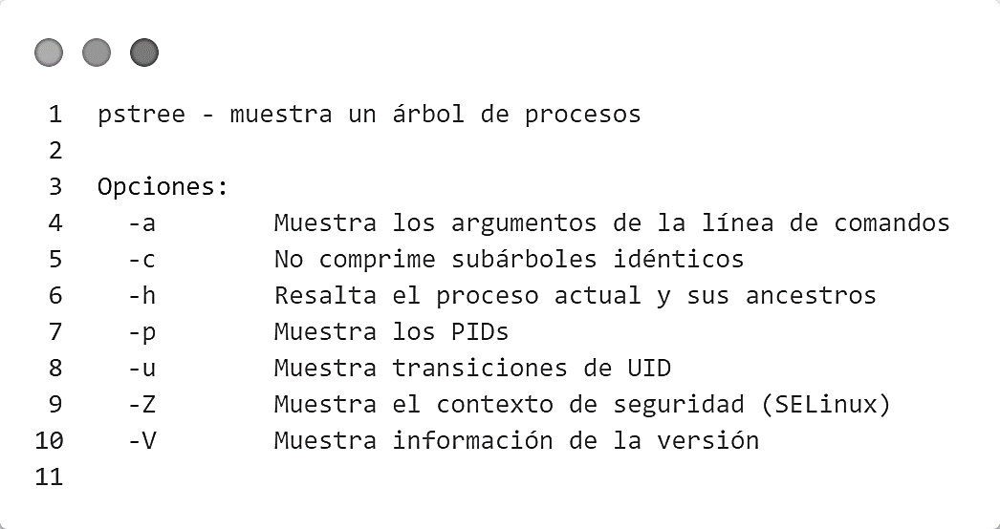 1 pstree - muestra un árbol de procesos
2
3 Opciones:
4 -a Muestra los argumentos de la línea de comandos
5 -c No comprime subárboles idénticos
6 -h Resalta el proceso actual y sus ancestros
7 -p Muestra los PIDs
8 -u Muestra transiciones de UID
9 -Z Muestra el contexto de seguridad (SELinux)
10 -V Muestra información de la versión
11